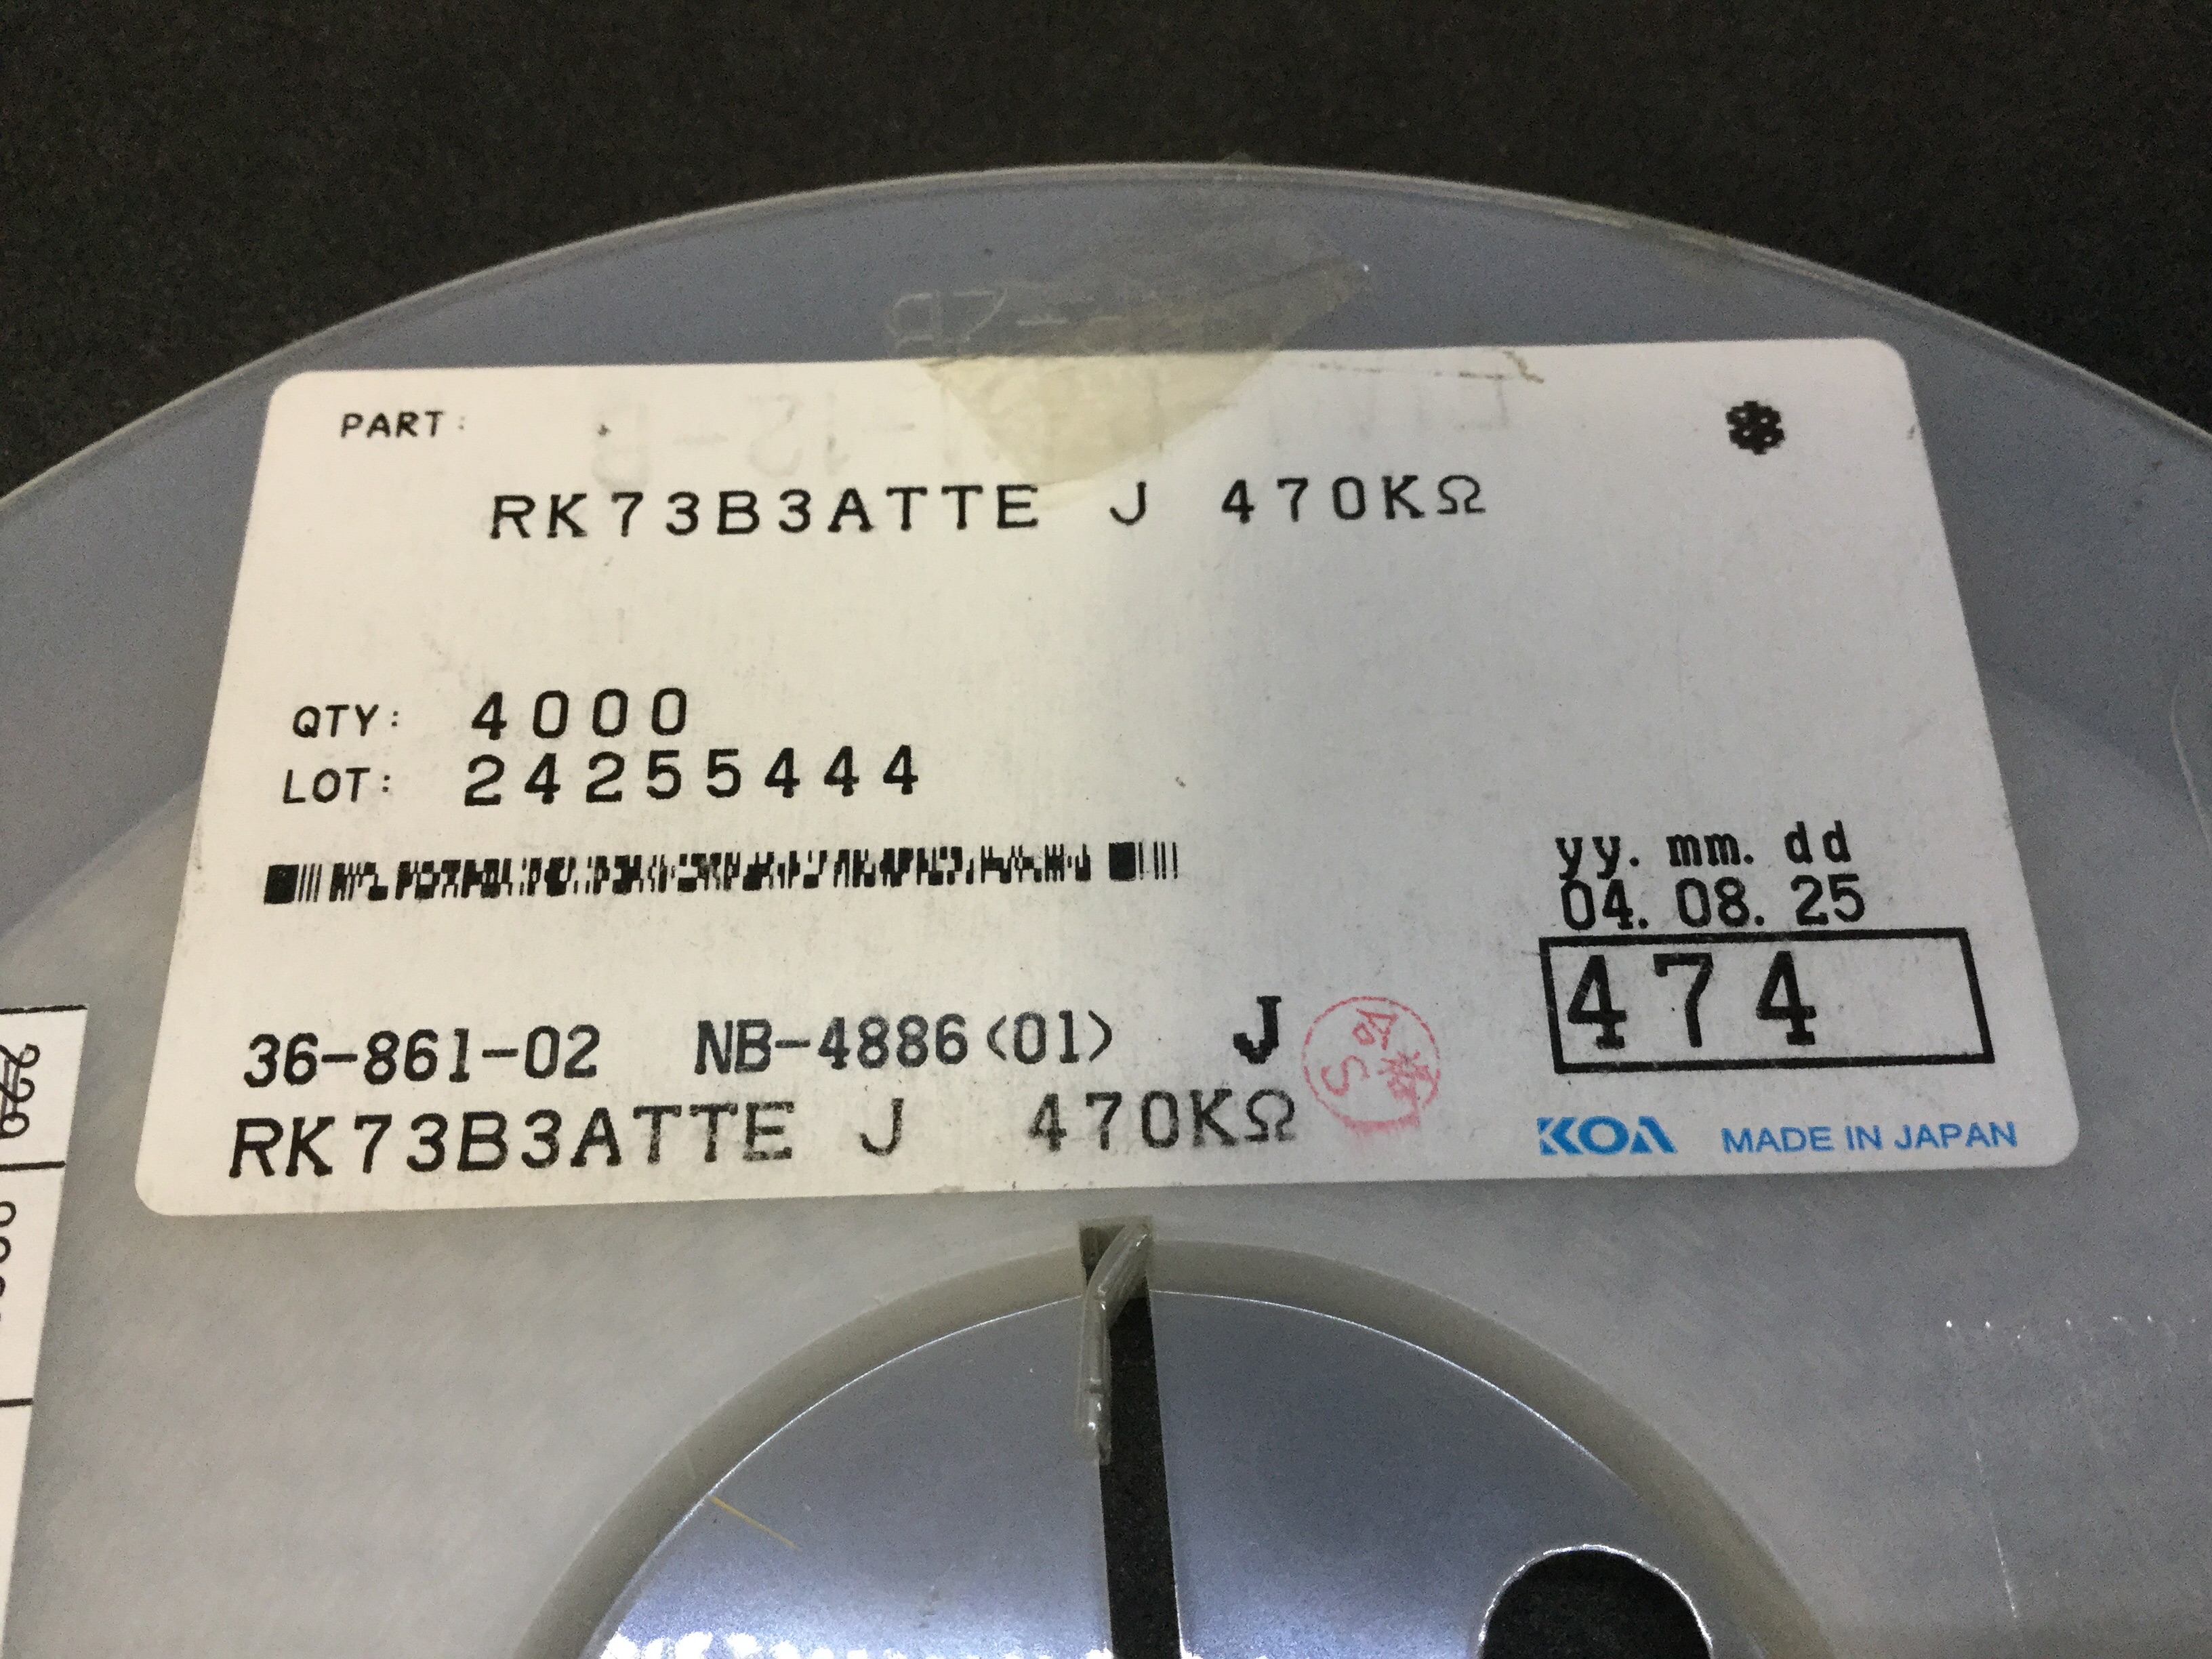 PART:
*
RK73B3ATTE J 470KΩ
QTY: 4000
LOT: 24255444
yy. mm. dd
04. 08. 25
474
36-861-02 NB-4886<01> J
RK73B3ATTE J 470KΩ
KOA MADE IN JAPAN